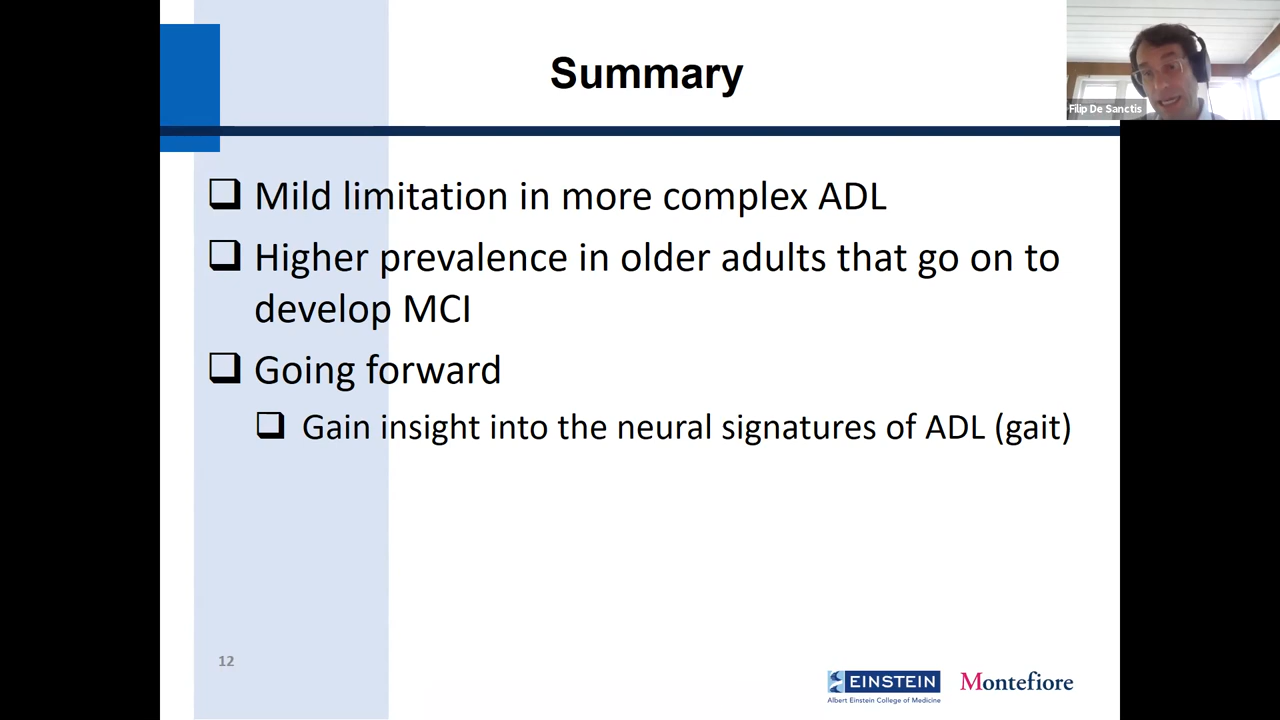 Summary
Filip De Sanctis
Mild limitation in more complex ADL
Higher prevalence in older adults that go on to
develop MCI
Going forward
Gain insight into the neural signatures of ADL (gait)
12
EINSTEIN
Albert Einstein College of Medicine
Montefiore